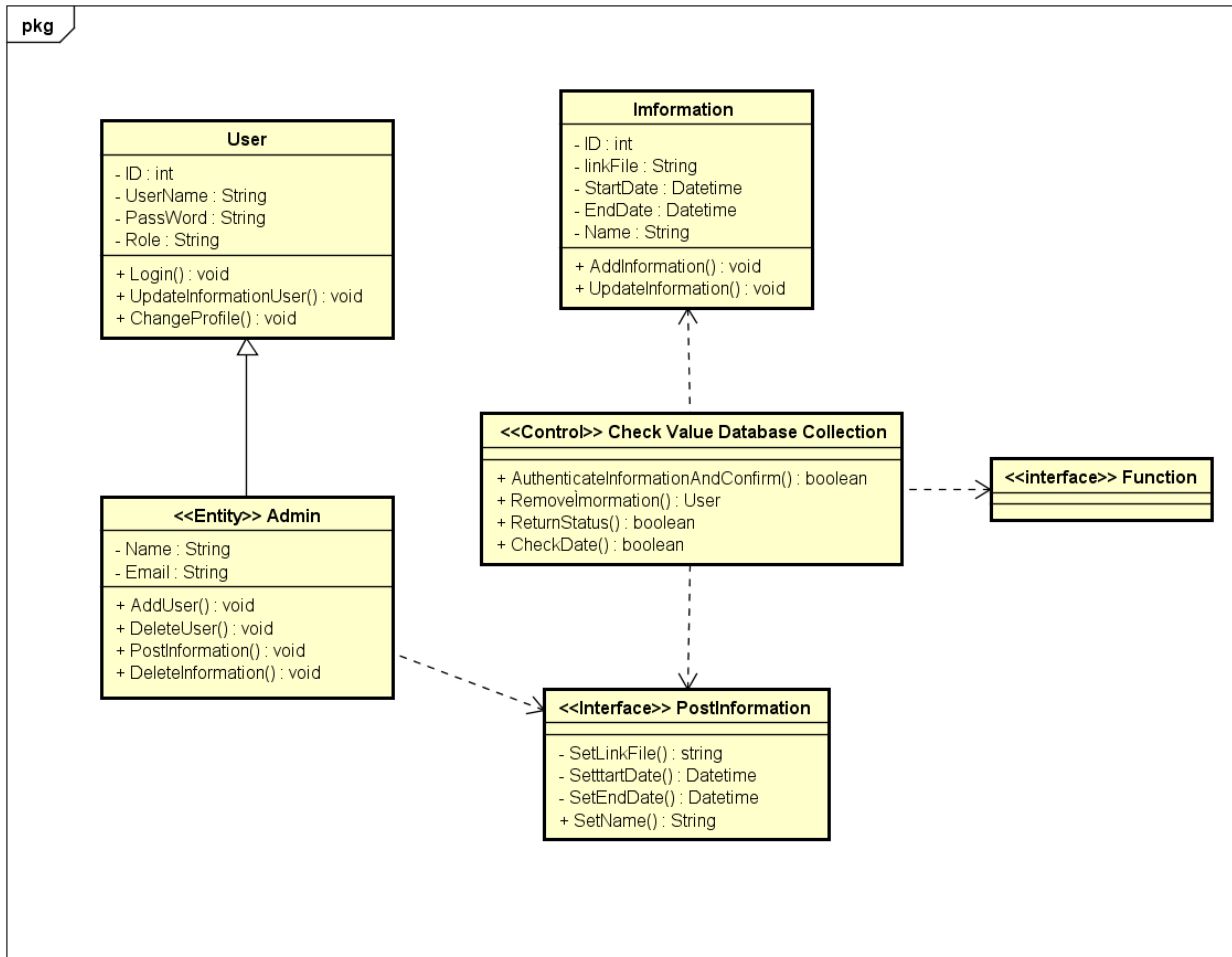 pkg
User
- ID : int
- UserName : String
- PassWord : String
- Role : String
+ Login() : void
+ UpdateInformationUser() : void
+ ChangeProfile() : void
Imformation
- ID : int
- linkFile : String
- StartDate : Datetime
- EndDate : Datetime
- Name : String
+ AddInformation() : void
+ UpdateInformation() : void
<<Control>> Check Value Database Collection
+ AuthenticateInformationAndConfirm() : boolean
+ RemoveÌmormation() : User
+ ReturnStatus() : boolean
+ CheckDate() : boolean
<<interface>> Function
<<Entity>> Admin
- Name : String
- Email : String
+ AddUser() : void
+ DeleteUser() : void
+ PostInformation() : void
+ DeleteInformation() : void
<<Interface>> PostInformation
- SetLinkFile() : string
- SetttartDate() : Datetime
- SetEndDate() : Datetime
+ SetName() : String